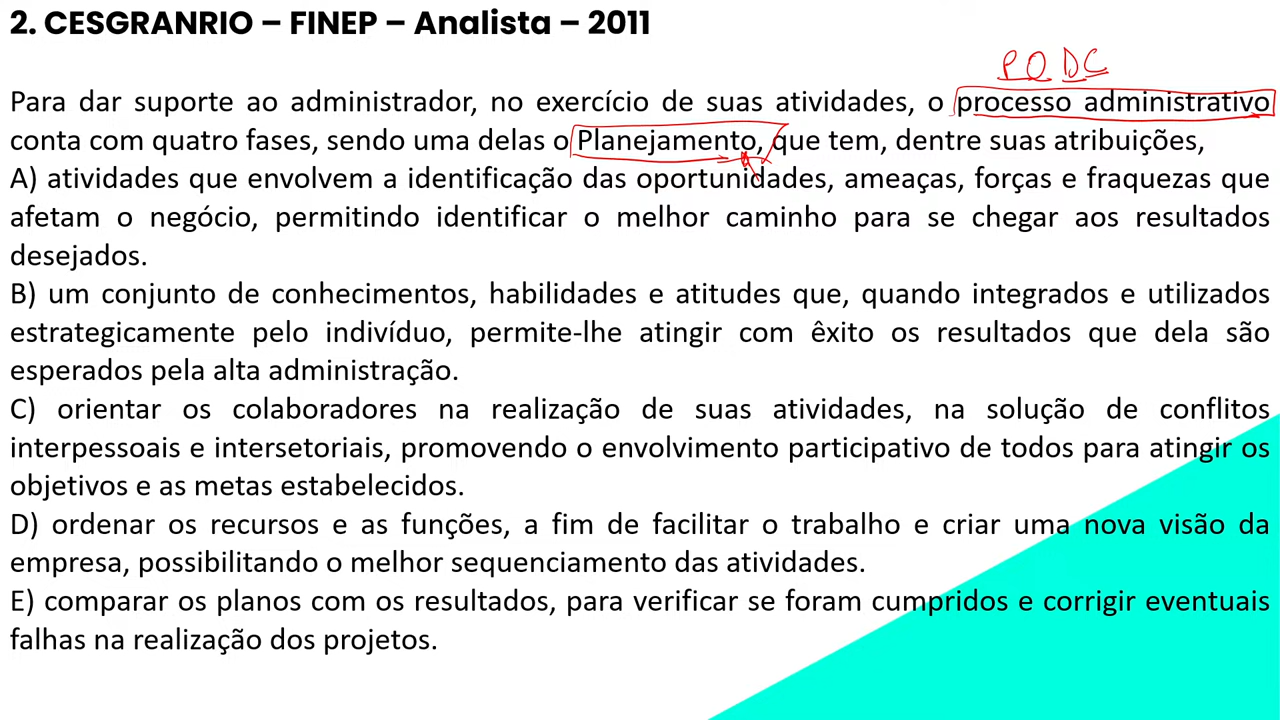 2. CESGRANRIO – FINEP – Analista – 2011
P O D C
Para dar suporte ao administrador, no exercício de suas atividades, o processo administrativo
conta com quatro fases, sendo uma delas o Planejamento, que tem, dentre suas atribuições,
A) atividades que envolvem a identificação das oportunidades, ameaças, forças e fraquezas que
afetam o negócio, permitindo identificar o melhor caminho para se chegar aos resultados
desejados.
B) um conjunto de conhecimentos, habilidades e atitudes que, quando integrados e utilizados
estrategicamente pelo indivíduo, permite-lhe atingir com êxito os resultados que dela são
esperados pela alta administração.
C) orientar os colaboradores na realização de suas atividades, na solução de conflitos
interpessoais e intersetoriais, promovendo o envolvimento participativo de todos para atingir os
objetivos e as metas estabelecidos.
D) ordenar os recursos e as funções, a fim de facilitar o trabalho e criar uma nova visão da
empresa, possibilitando o melhor sequenciamento das atividades.
E) comparar os planos com os resultados, para verificar se foram cumpridos e corrigir eventuais
falhas na realização dos projetos.